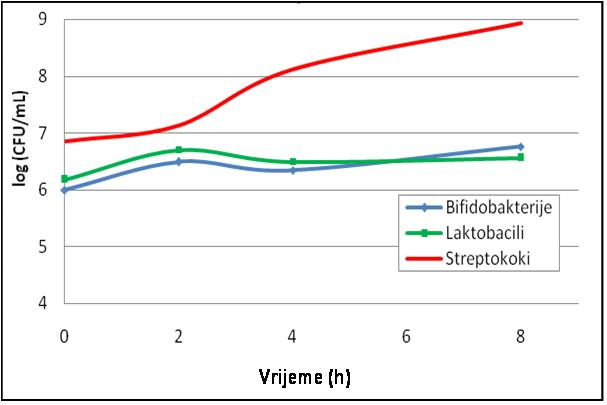 9
8
7
6
5
4
log (CFU/mL)
Bifidobakterije
Laktobacili
Streptokoki
0 2 4 6 8
Vrijeme (h)